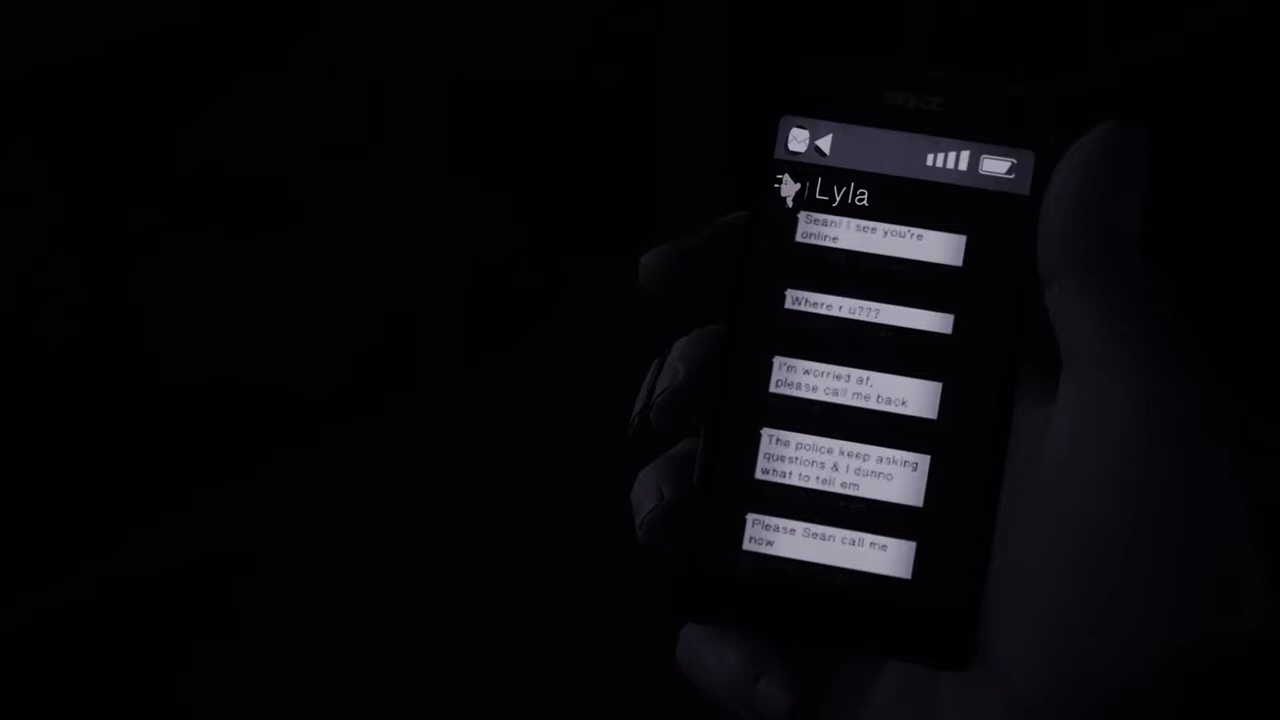 Lyla
Sean! I see you're
online
Where r u???
I'm worried af,
please call me back
The police keep asking
questions & I dunno
what to tell em
Please Sean call me
now